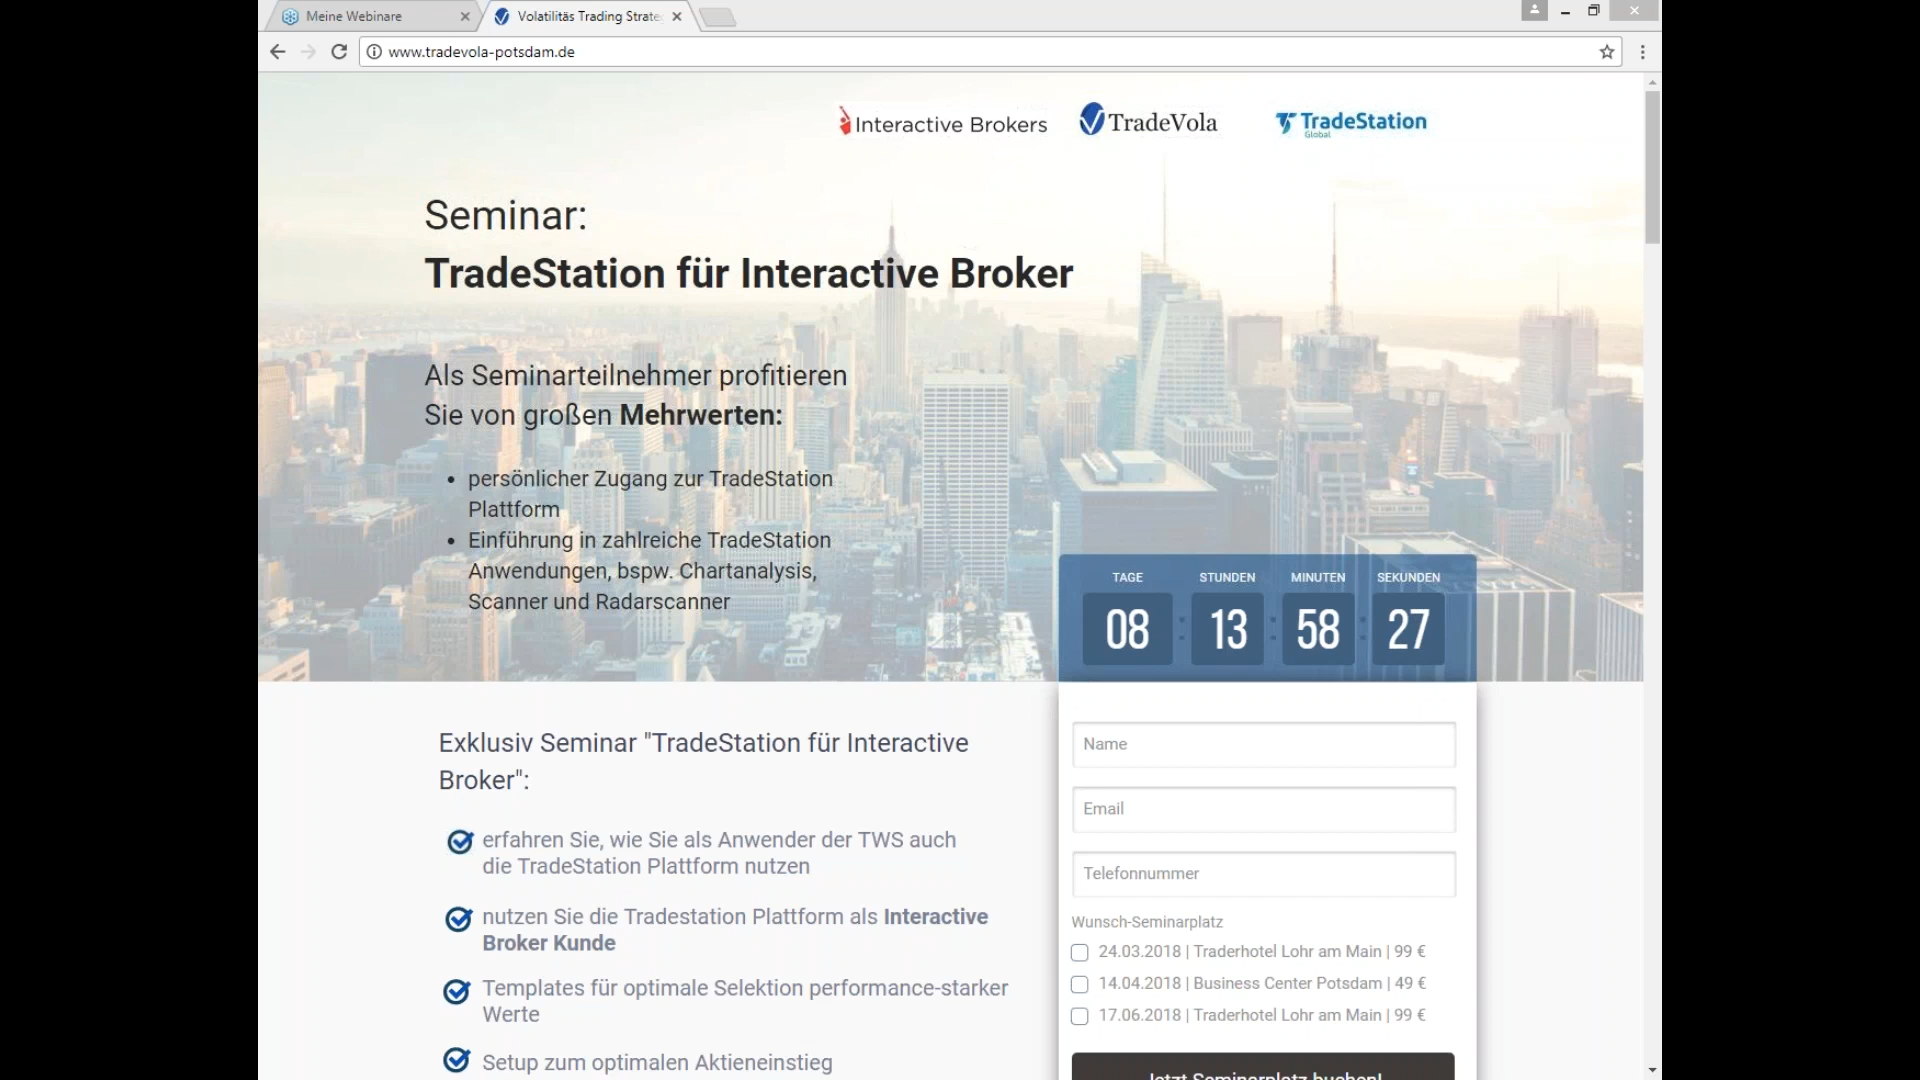 Meine Webinare
Volatilitäs Trading Strate
www.tradevola-potsdam.de
Interactive Brokers
TradeVola
TradeStation
Global
Seminar:
TradeStation für Interactive Broker
Als Seminarteilnehmer profitieren
Sie von großen Mehrwerten:
• persönlicher Zugang zur TradeStation
Plattform
• Einführung in zahlreiche TradeStation
Anwendungen, bspw. Chartanalysis,
Scanner und Radarscanner
TAGE STUNDEN MINUTEN SEKUNDEN
08 : 13 : 58 : 27
Exklusiv Seminar "TradeStation für Interactive
Broker":
erfahren Sie, wie Sie als Anwender der TWS auch
die TradeStation Plattform nutzen
nutzen Sie die Tradestation Plattform als Interactive
Broker Kunde
Templates für optimale Selektion performance-starker
Werte
Setup zum optimalen Aktieneinstieg
Name
Email
Telefonnummer
Wunsch-Seminarplatz
24.03.2018 | Traderhotel Lohr am Main | 99 €
14.04.2018 | Business Center Potsdam | 49 €
17.06.2018 | Traderhotel Lohr am Main | 99 €
Jetzt Seminarplatz buchen!